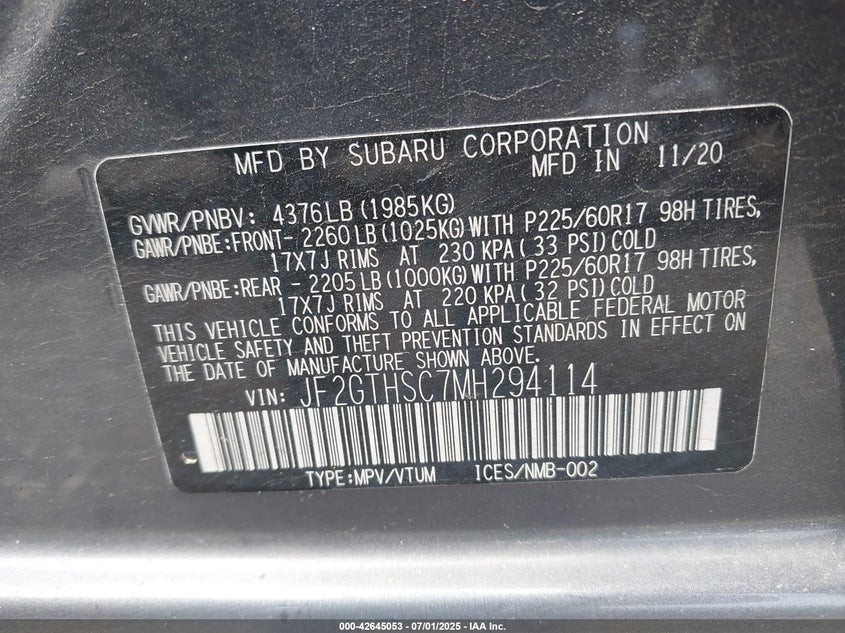 MFD BY SUBARU CORPORATION
MFD IN 11/20
GVWR/PNBV: 4376LB(1985KG)
GAWR/PNBE:FRONT-2260LB(1025KG)WITH P225/60R17 98H TIRES,
17X7J RIMS AT 230 KPA(33 PSI)COLD
GAWR/PNBE:REAR -2205LB(1000KG)WITH P225/60R17 98H TIRES,
17X7J RIMS AT 220 KPA(32 PSI)COLD
THIS VEHICLE CONFORMS TO ALL APPLICABLE FEDERAL MOTOR
VEHICLE SAFETY AND THEFT PREVENTION STANDARDS IN EFFECT ON
THE DATE OF MANUFACTURE SHOWN ABOVE.
VIN: JF2GTHSC7MH294114
TYPE:MPV/VTUM ICES/NMB-002
000-42645053 - 07/01/2025 - IAA Inc.